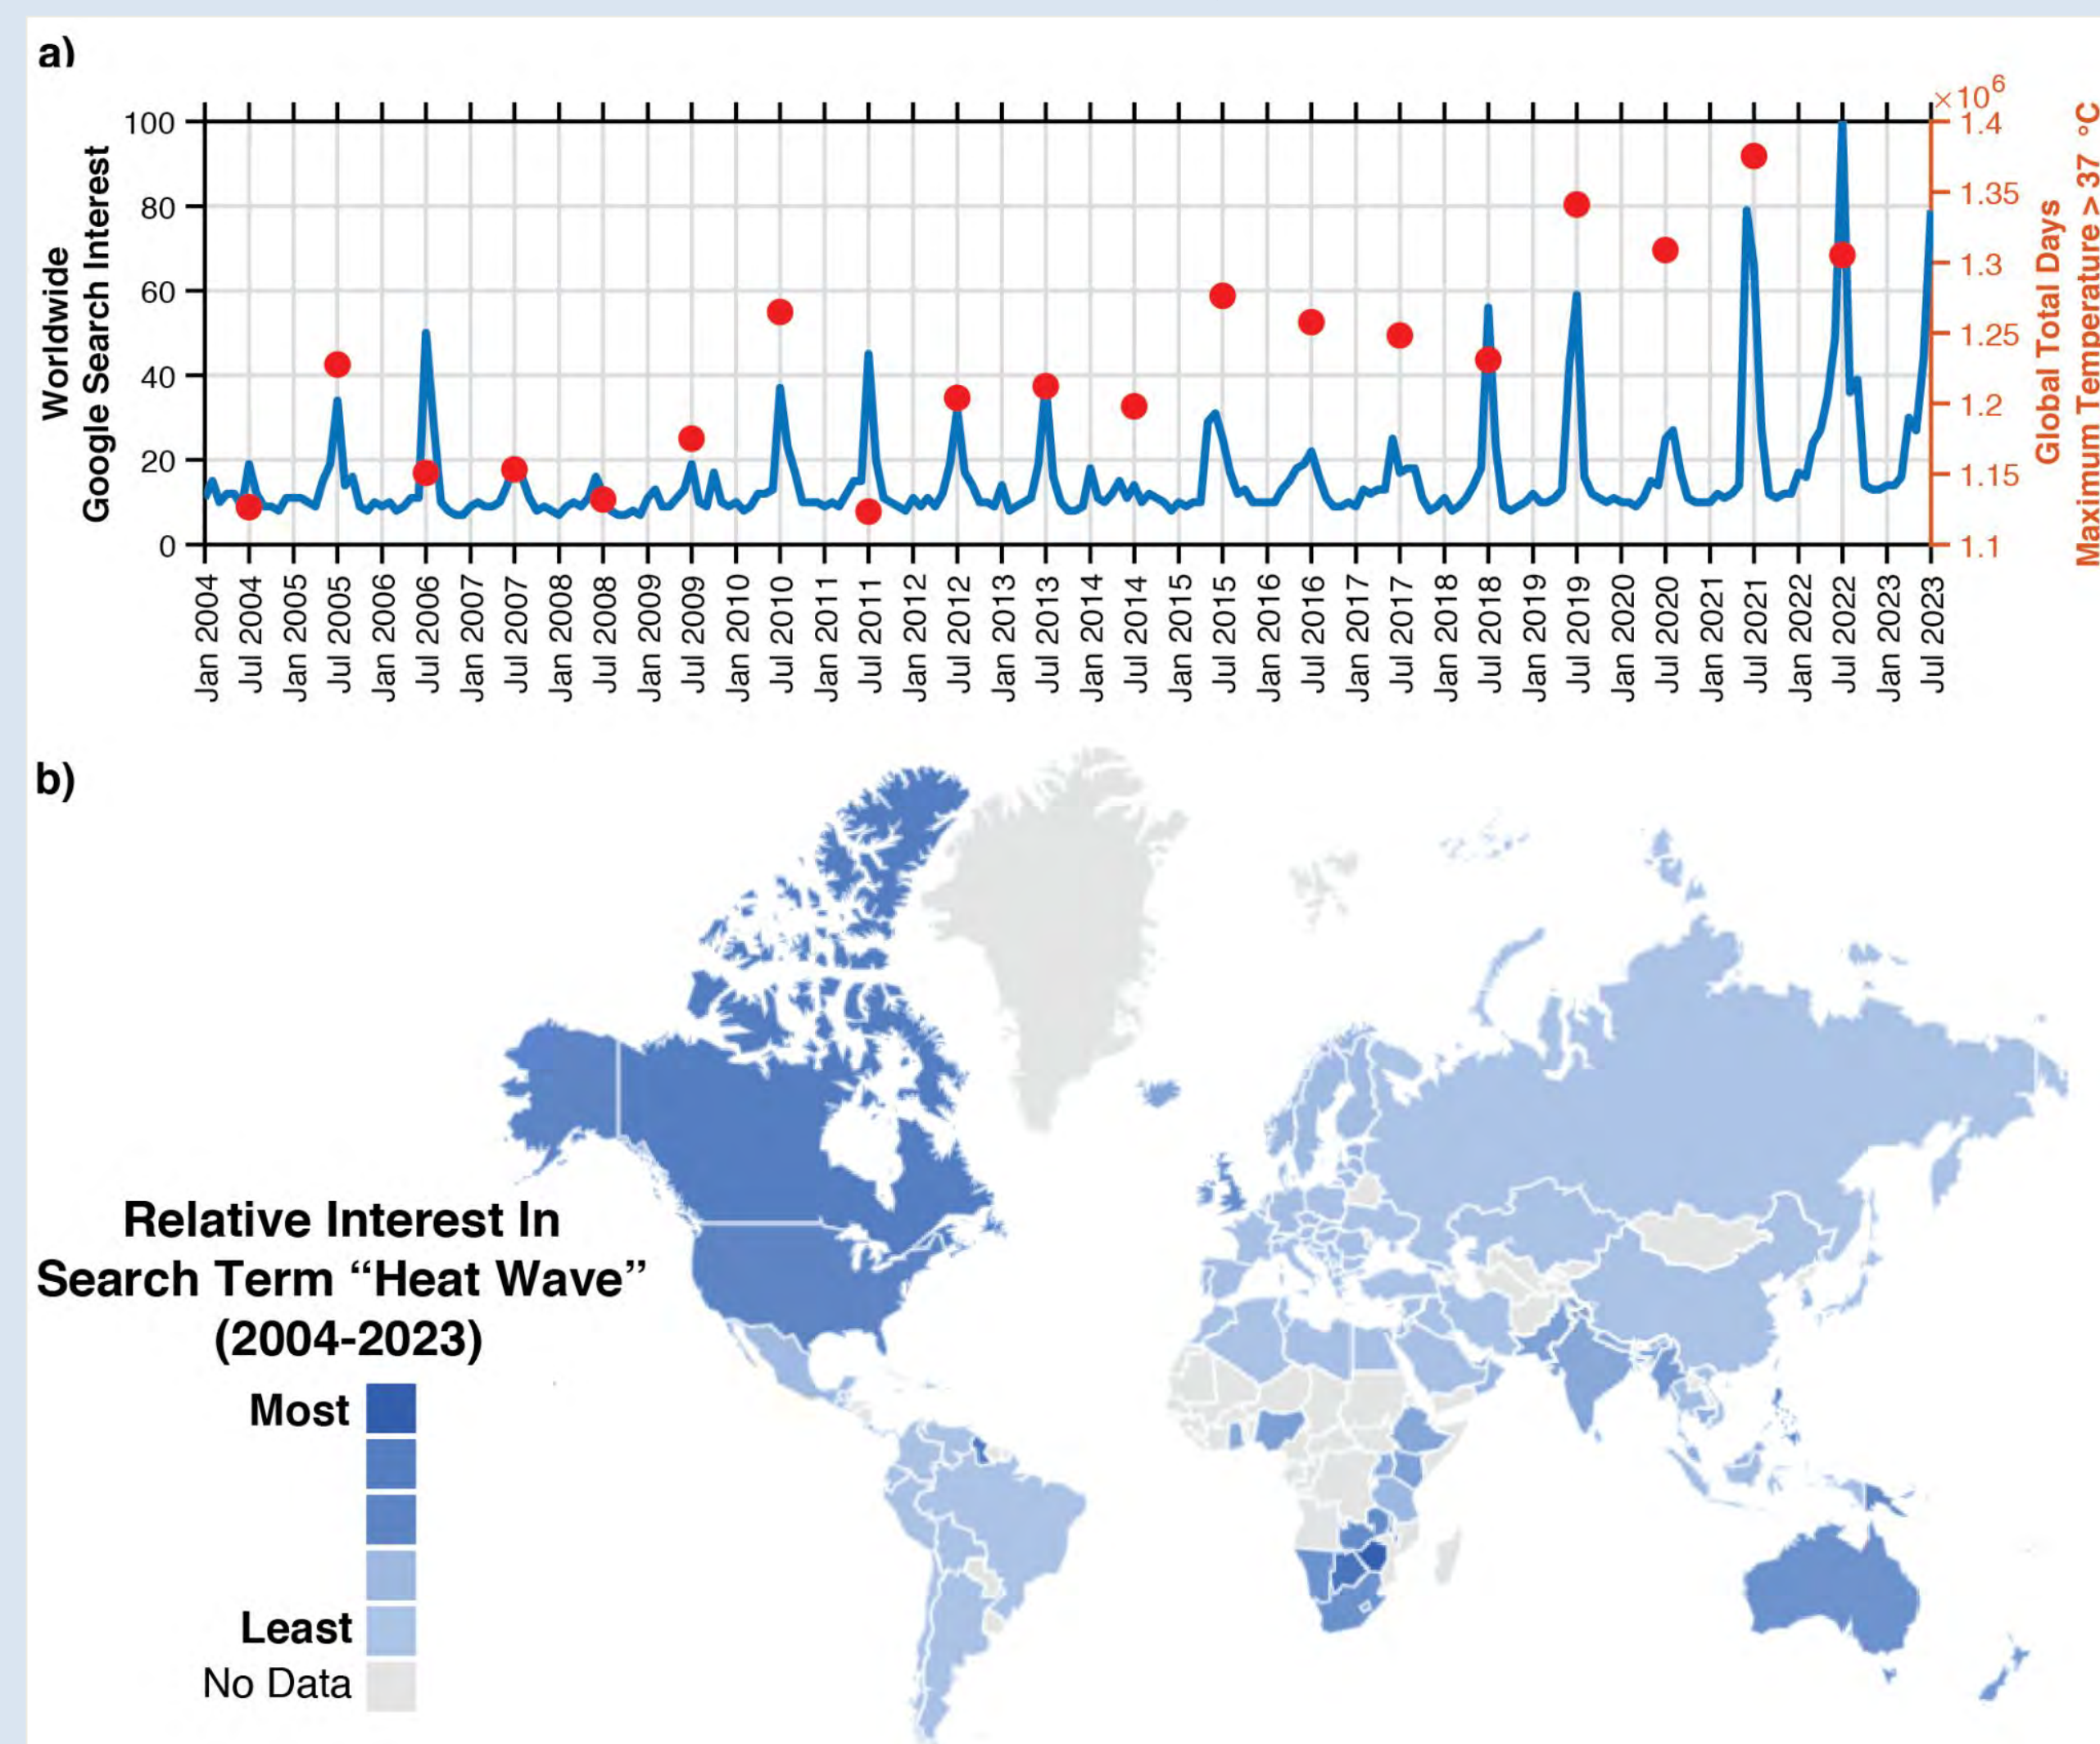 a)
×10⁶
100
80
60
40
20
0
Worldwide
Google Search Interest
1.4
1.35
1.3
1.25
1.2
1.15
1.1
Global Total Days
Maximum Temperature > 37 °C
Jan 2004
Jul 2004
Jan 2005
Jul 2005
Jan 2006
Jul 2006
Jan 2007
Jul 2007
Jan 2008
Jul 2008
Jan 2009
Jul 2009
Jan 2010
Jul 2010
Jan 2011
Jul 2011
Jan 2012
Jul 2012
Jan 2013
Jul 2013
Jan 2014
Jul 2014
Jan 2015
Jul 2015
Jan 2016
Jul 2016
Jan 2017
Jul 2017
Jan 2018
Jul 2018
Jan 2019
Jul 2019
Jan 2020
Jul 2020
Jan 2021
Jul 2021
Jan 2022
Jul 2022
Jan 2023
Jul 2023
b)
Relative Interest In
Search Term “Heat Wave”
(2004-2023)
Most
Least
No Data